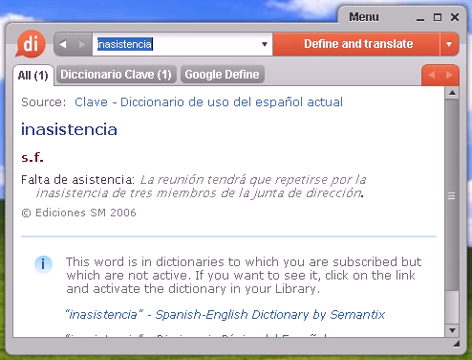 Menu
di
inasistencia
Define and translate
All (1)
Diccionario Clave (1)
Google Define
Source: Clave - Diccionario de uso del español actual
inasistencia
s.f.
Falta de asistencia: La reunión tendrá que repetirse por la
inasistencia de tres miembros de la junta de dirección.
© Ediciones SM 2006
i
This word is in dictionaries to which you are subscribed but
which are not active. If you want to see it, click on the link
and activate the dictionary in your Library.
"inasistencia" - Spanish-English Dictionary by Semantix